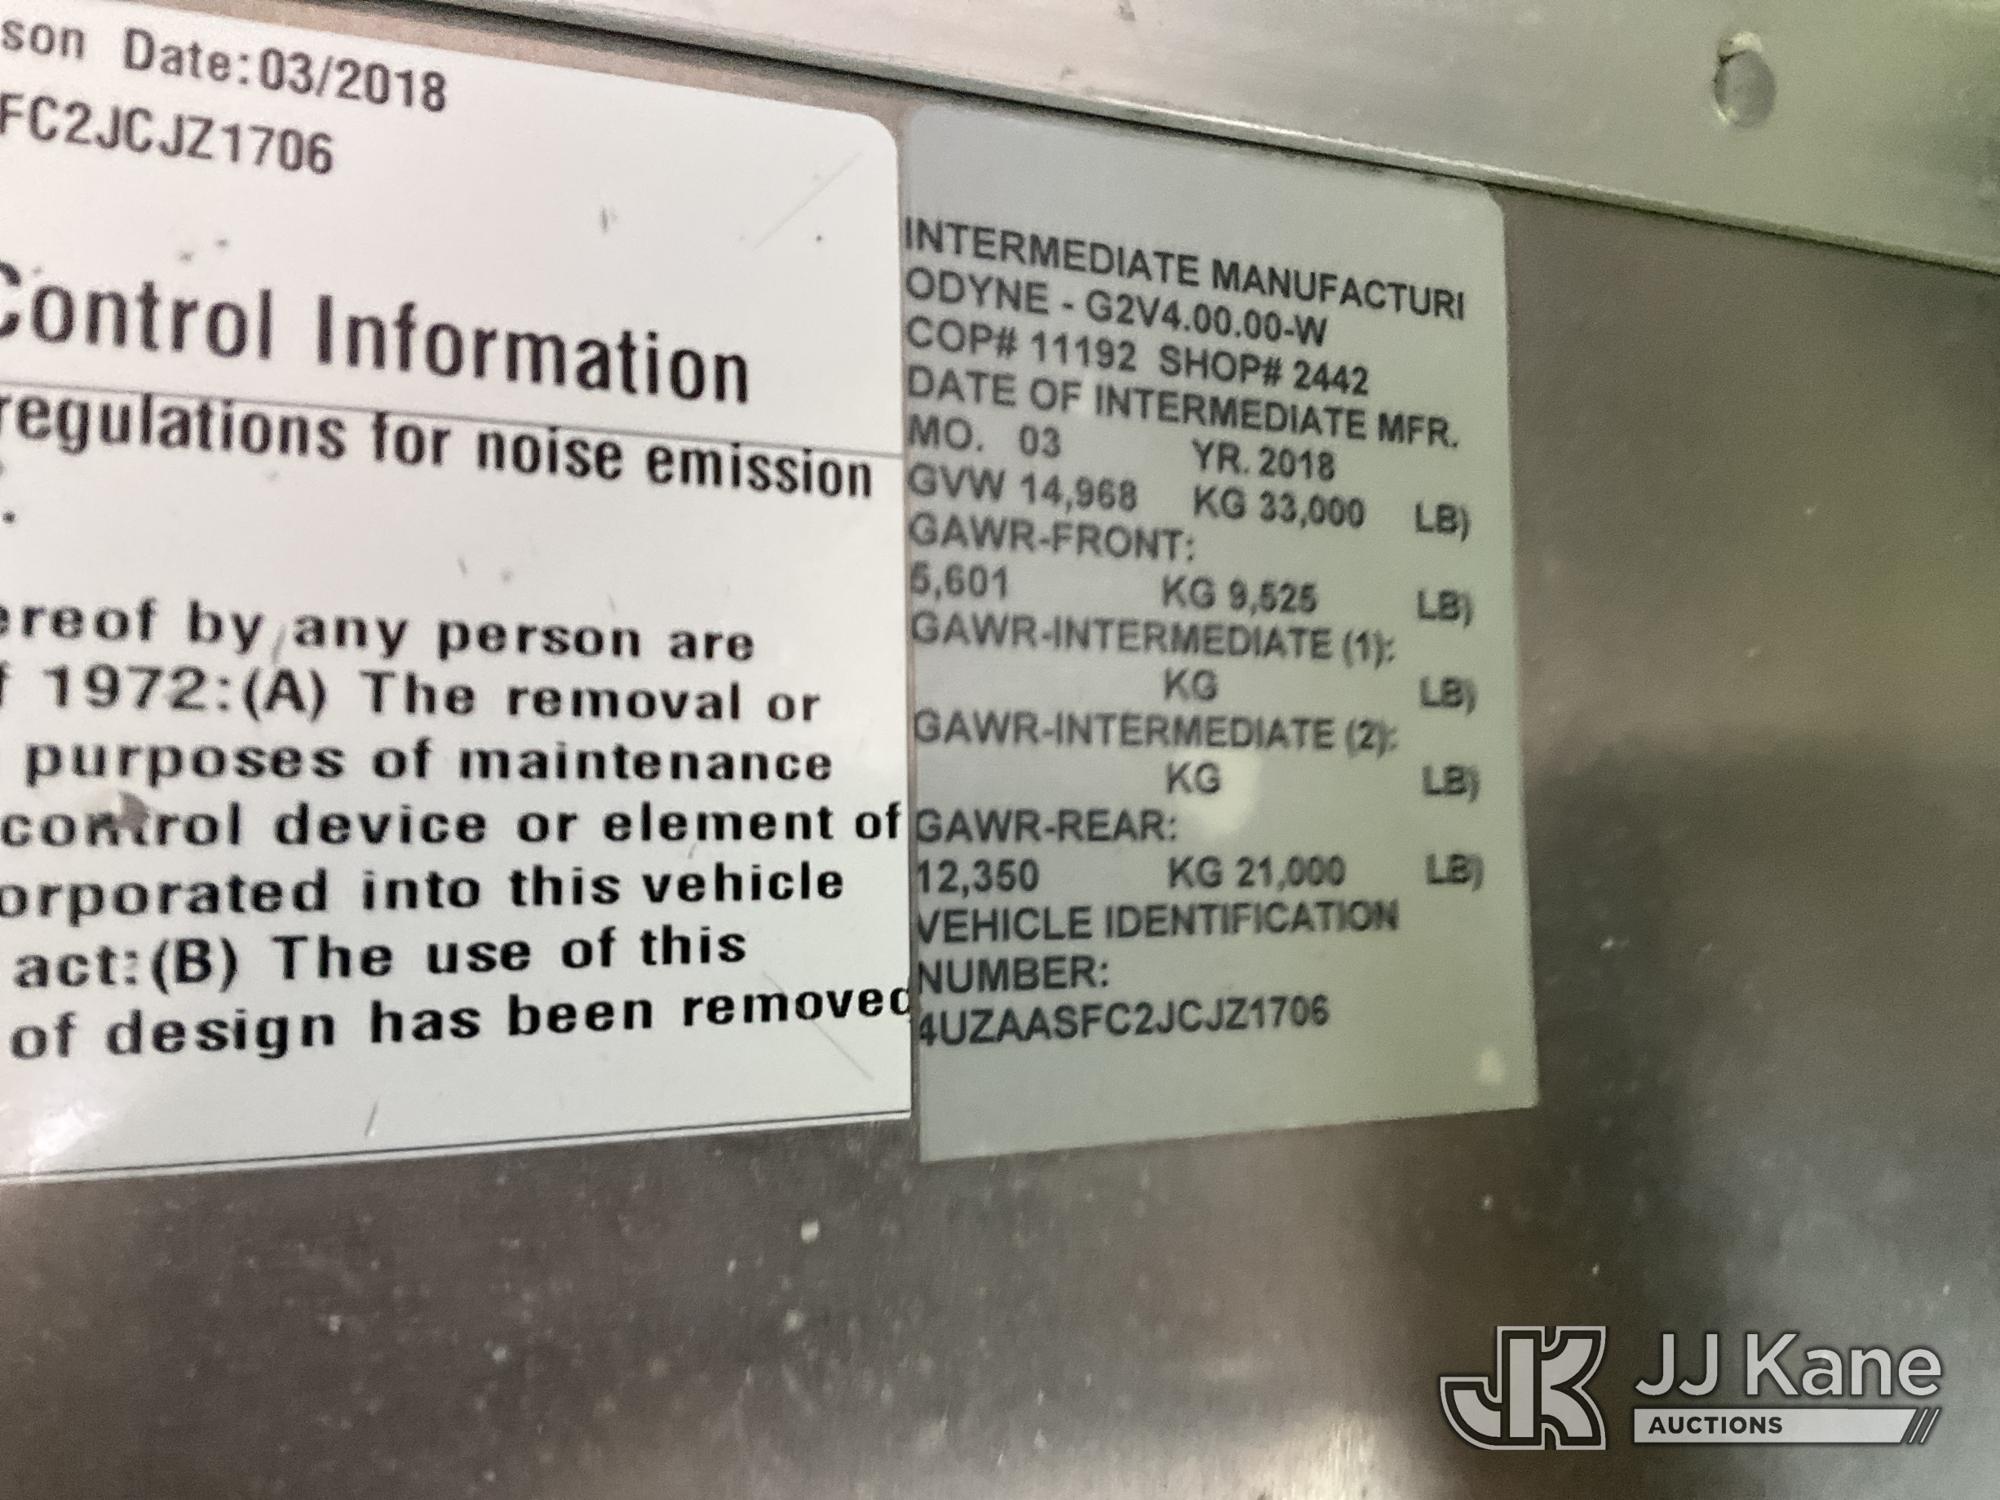 son Date:03/2018
FC2JCJZ1706
Control Information
regulations for noise emission
.
ereof by any person are
f 1972:(A) The removal or
purposes of maintenance
control device or element of
orporated into this vehicle
act:(B) The use of this
of design has been removed
INTERMEDIATE MANUFACTURI
ODYNE - G2V4.00.00-W
COP# 11192 SHOP# 2442
DATE OF INTERMEDIATE MFR.
MO. 03 YR. 2018
GVW 14,968 KG 33,000 LB)
GAWR-FRONT:
5,601 KG 9,525 LB)
GAWR-INTERMEDIATE (1):
KG LB)
GAWR-INTERMEDIATE (2):
KG LB)
GAWR-REAR:
12,350 KG 21,000 LB)
VEHICLE IDENTIFICATION
NUMBER:
4UZAASFC2JCJZ1706
JK JJ Kane
AUCTIONS